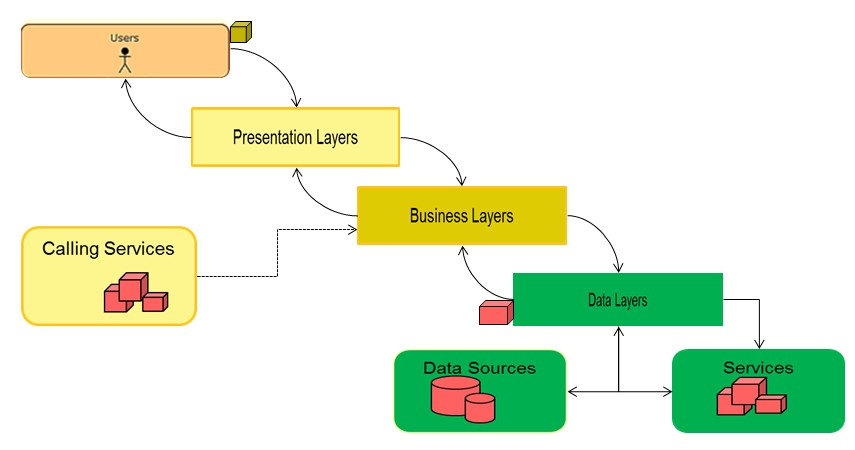 Users
Presentation Layers
Business Layers
Calling Services
Data Layers
Data Sources
Services